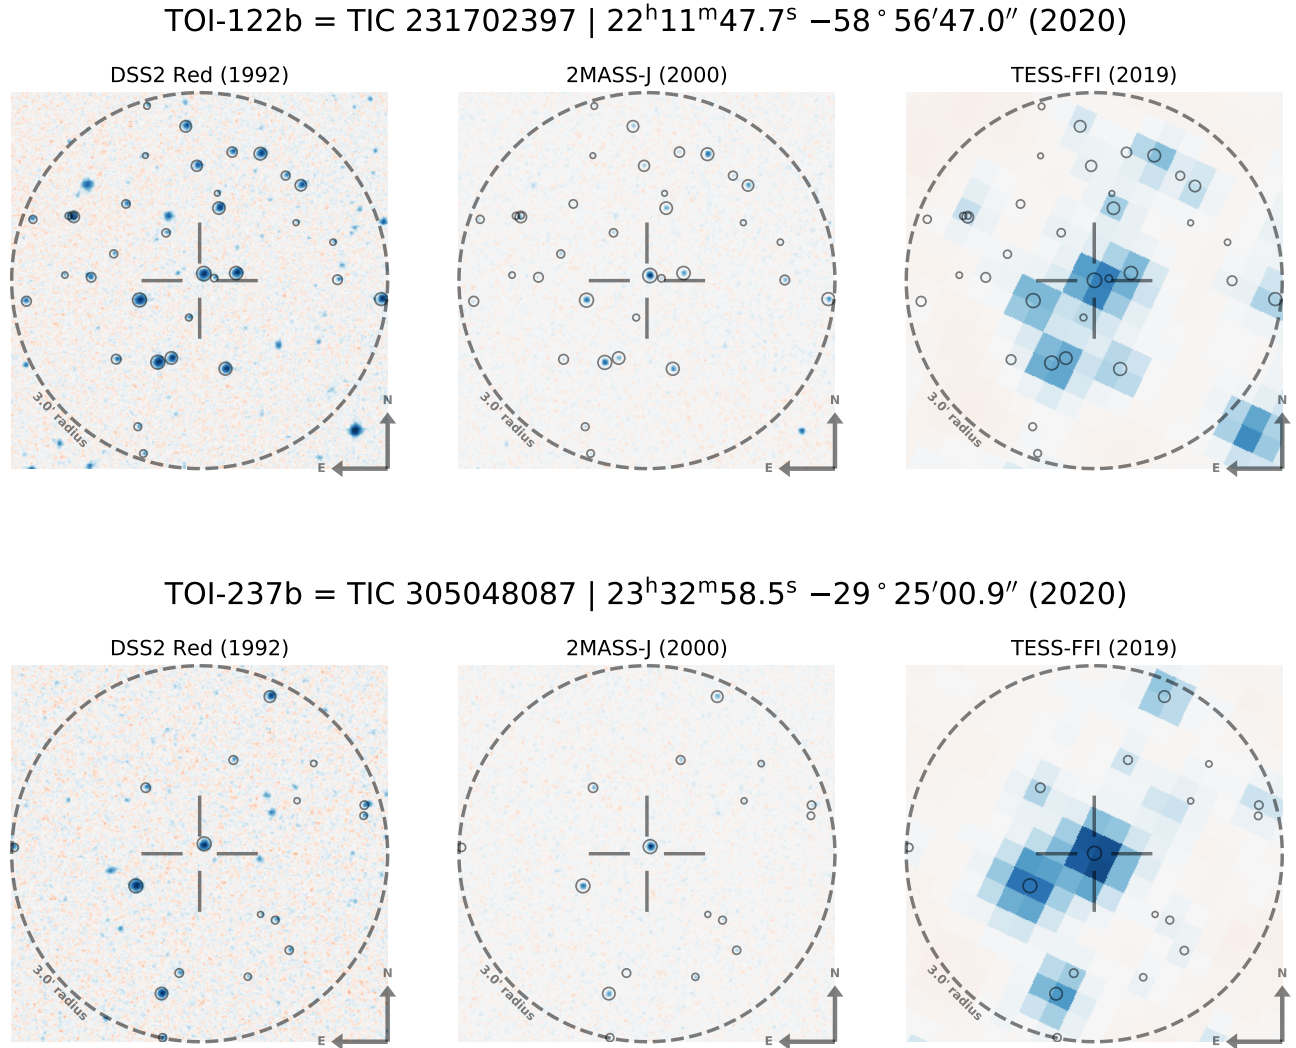 TOI-122b = TIC 231702397 | 22ʰ11ᵐ47.7ˢ −58°56′47.0″ (2020)
DSS2 Red (1992)
2MASS-J (2000)
TESS-FFI (2019)
3.0' radius
N
E
3.0' radius
N
E
3.0' radius
N
E
TOI-237b = TIC 305048087 | 23ʰ32ᵐ58.5ˢ −29°25′00.9″ (2020)
DSS2 Red (1992)
2MASS-J (2000)
TESS-FFI (2019)
3.0' radius
N
E
3.0' radius
N
E
3.0' radius
N
E